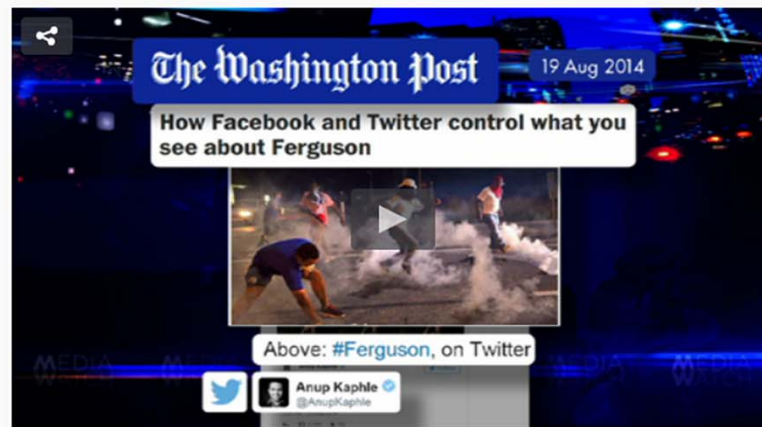 The Washington Post
19 Aug 2014
How Facebook and Twitter control what you
see about Ferguson
Above: #Ferguson, on Twitter
Anup Kaphle
@AnupKaphle
MEDIA